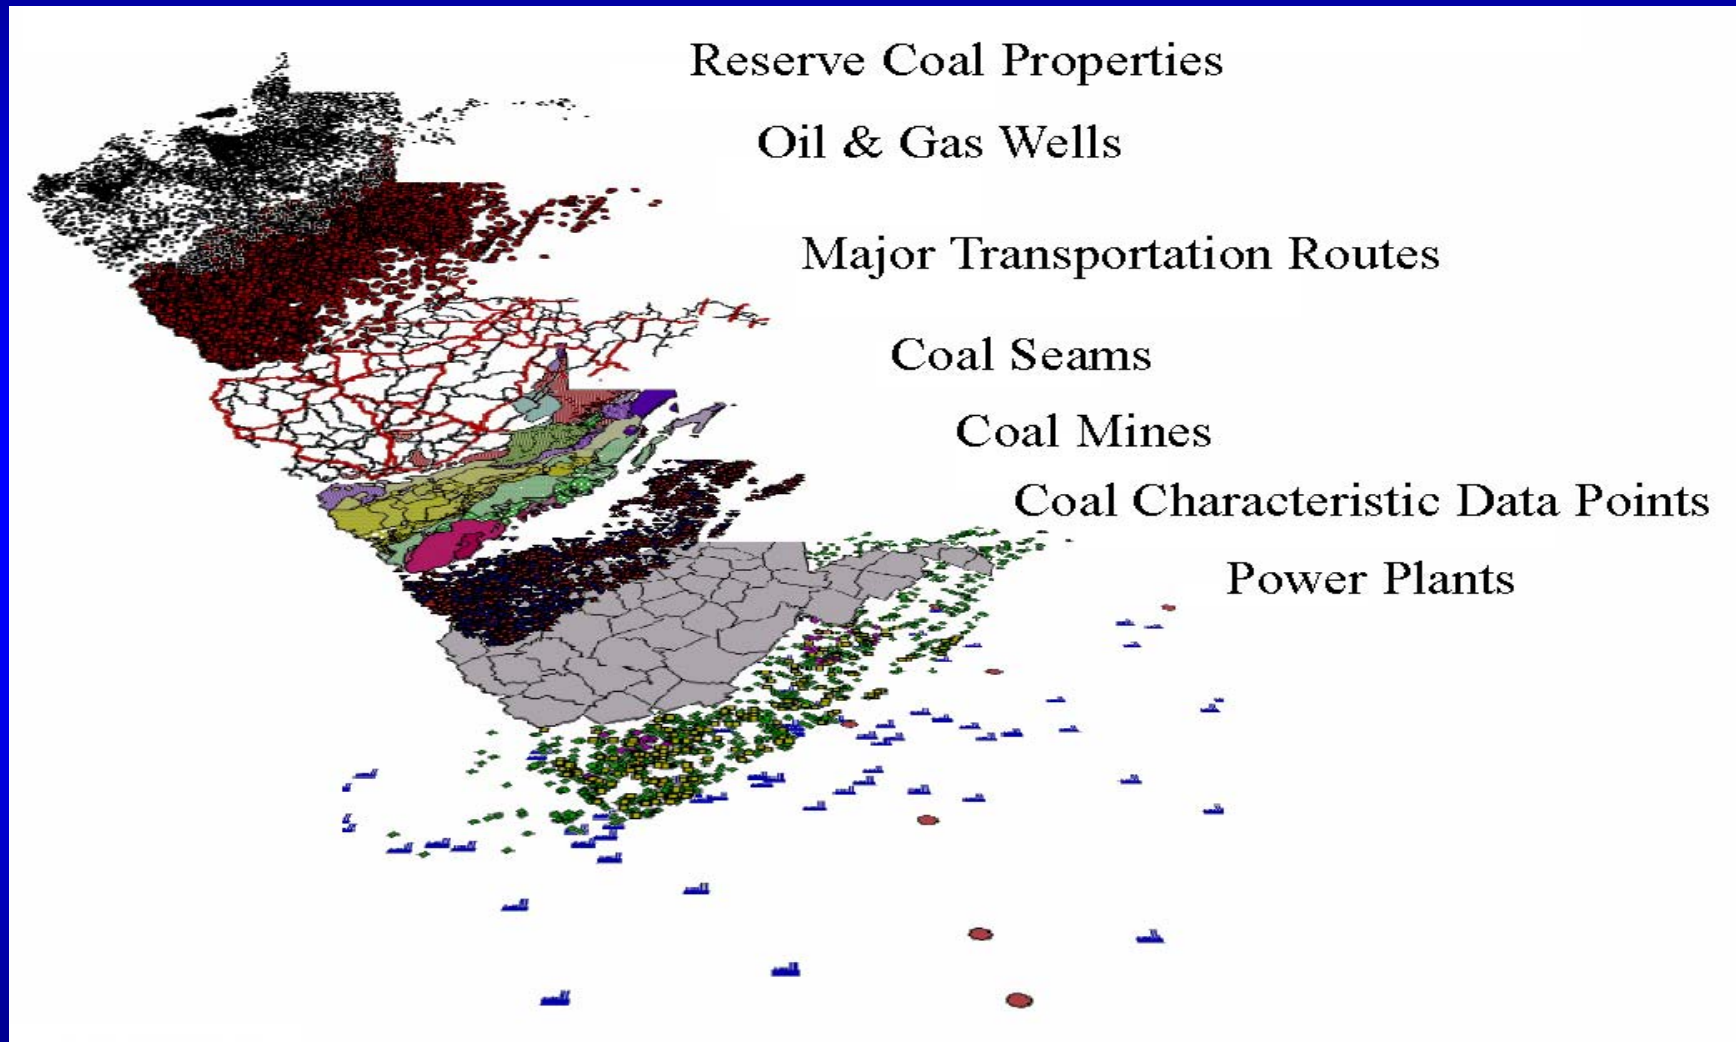 Reserve Coal Properties
Oil & Gas Wells
Major Transportation Routes
Coal Seams
Coal Mines
Coal Characteristic Data Points
Power Plants